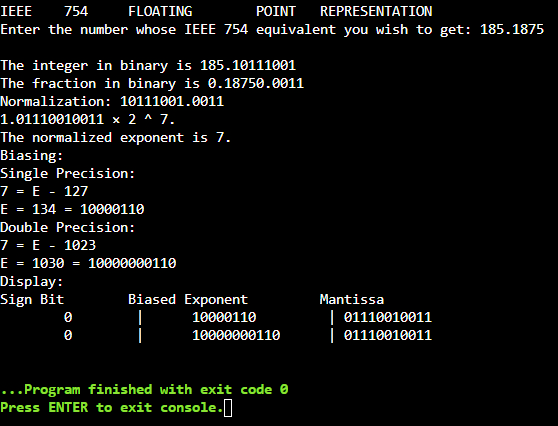 IEEE    754     FLOATING        POINT   REPRESENTATION
Enter the number whose IEEE 754 equivalent you wish to get: 185.1875
The integer in binary is 185.10111001
The fraction in binary is 0.18750.0011
Normalization: 10111001.0011
1.01110010011 × 2 ^ 7.
The normalized exponent is 7.
Biasing:
Single Precision:
7 = E - 127
E = 134 = 10000110
Double Precision:
7 = E - 1023
E = 1030 = 10000000110
Display:
Sign Bit        Biased Exponent         Mantissa
        0        |      10000110         | 01110010011
        0        |      10000000110      | 01110010011
...Program finished with exit code 0
Press ENTER to exit console.